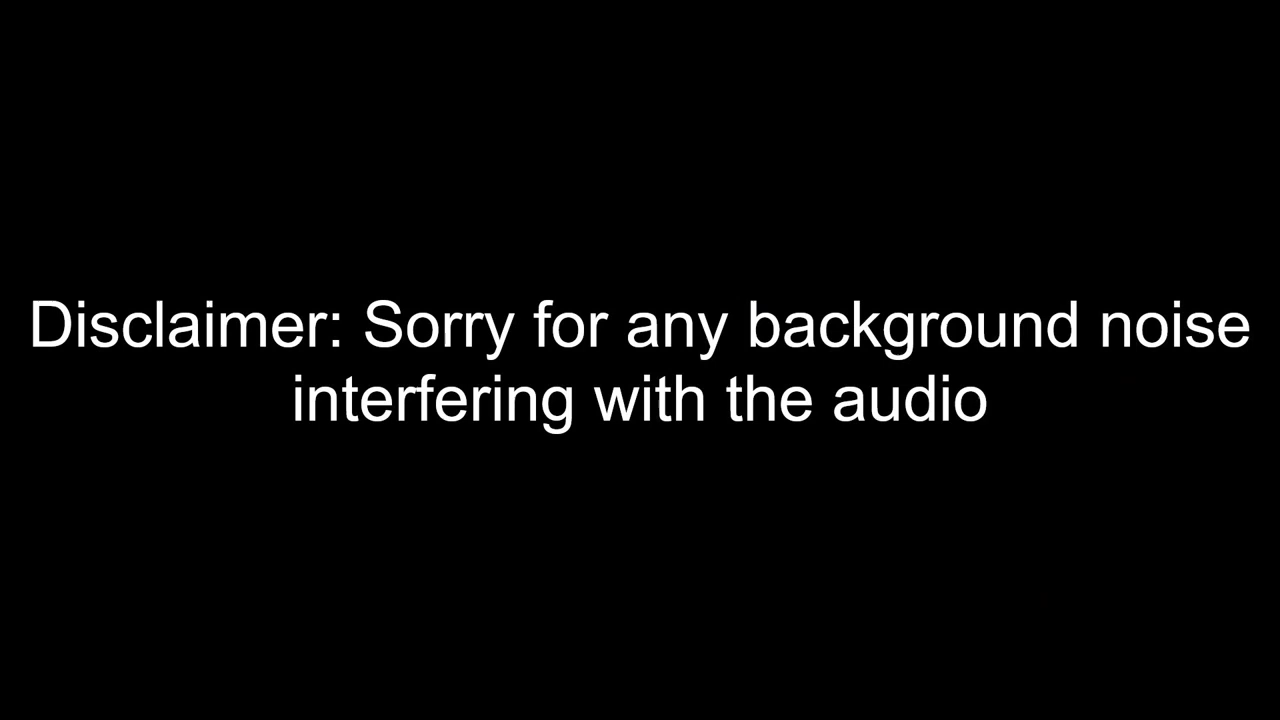 Disclaimer: Sorry for any background noise
interfering with the audio